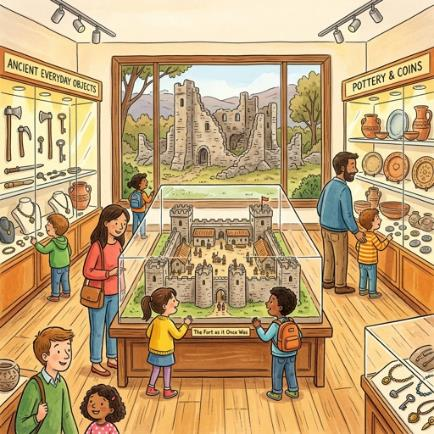 ANCIENT EVERYDAY OBJECTS
POTTERY & COINS
The Fort as it Once Was